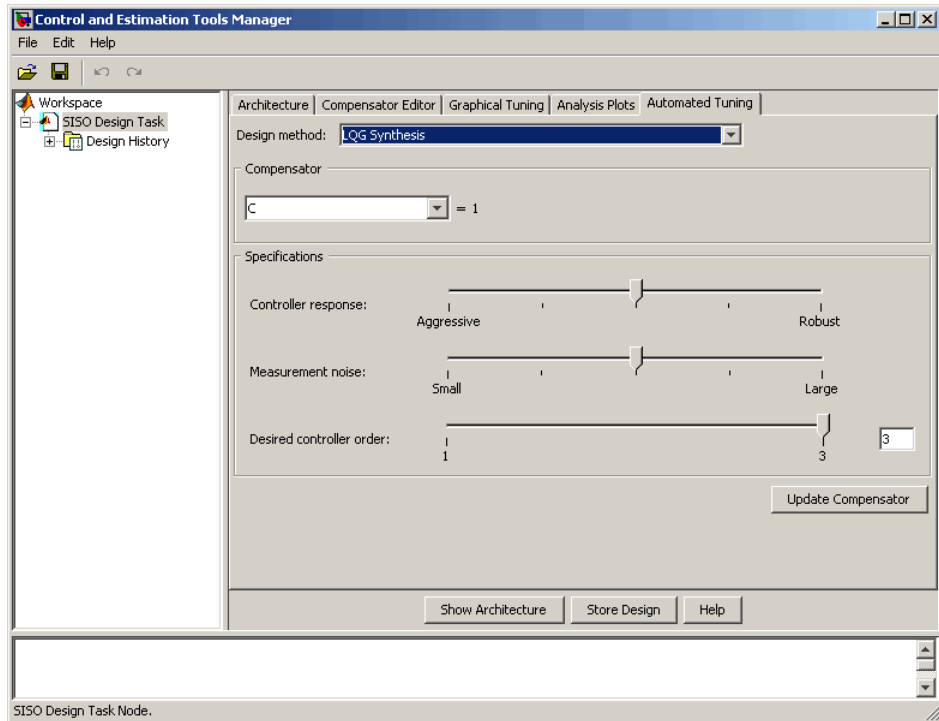 Control and Estimation Tools Manager
File Edit Help
Workspace
SISO Design Task
Design History
Architecture Compensator Editor Graphical Tuning Analysis Plots Automated Tuning
Design method: LQG Synthesis
Compensator
C = 1
Specifications
Controller response:
Aggressive Robust
Measurement noise:
Small Large
Desired controller order: 3
1 3
Update Compensator
Show Architecture Store Design Help
SISO Design Task Node.